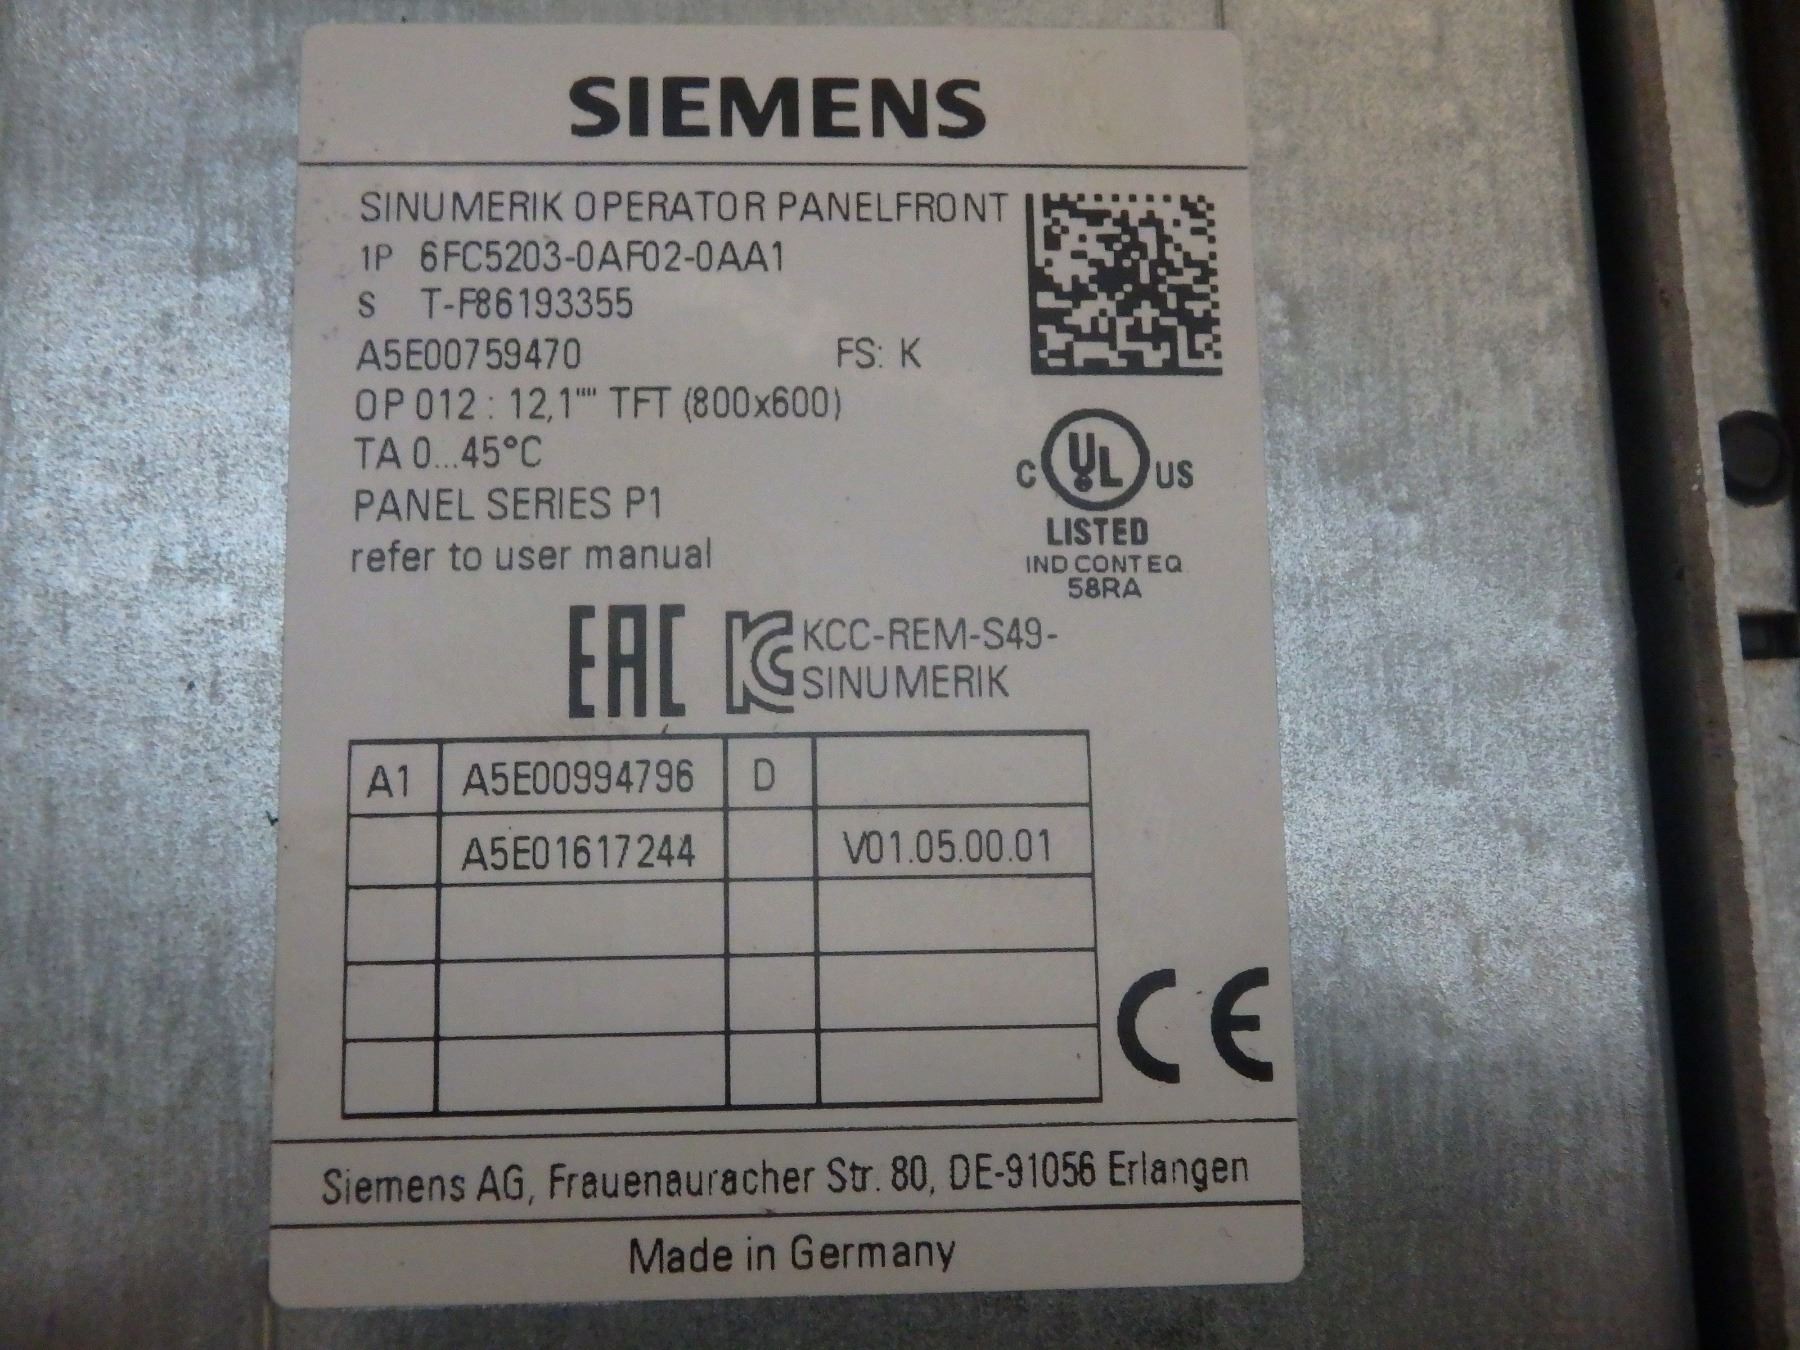 SIEMENS
SINUMERIK OPERATOR PANELFRONT
1P 6FC5203-0AF02-0AA1
S T-F86193355
A5E00759470 FS: K
OP 012 : 12,1"" TFT (800x600)
TA 0...45°C
PANEL SERIES P1
refer to user manual
C UL US
LISTED
IND CONT EQ
58RA
EAC KC KCC-REM-S49-
SINUMERIK
A1 A5E00994796 D
A5E01617244 V01.05.00.01
CE
Siemens AG, Frauenauracher Str. 80, DE-91056 Erlangen
Made in Germany